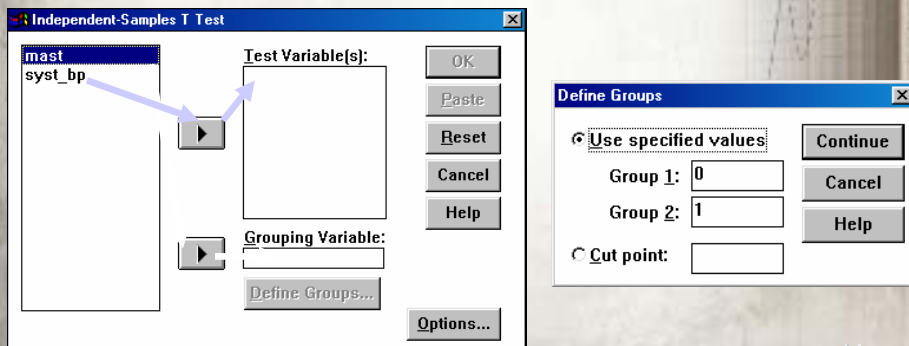 Independent-Samples T Test
mast
syst_bp
Test Variable(s):
OK
Paste
Reset
Cancel
Help
Grouping Variable:
Define Groups...
Options...
Define Groups
Use specified values
Group 1: 0
Group 2: 1
Cut point:
Continue
Cancel
Help